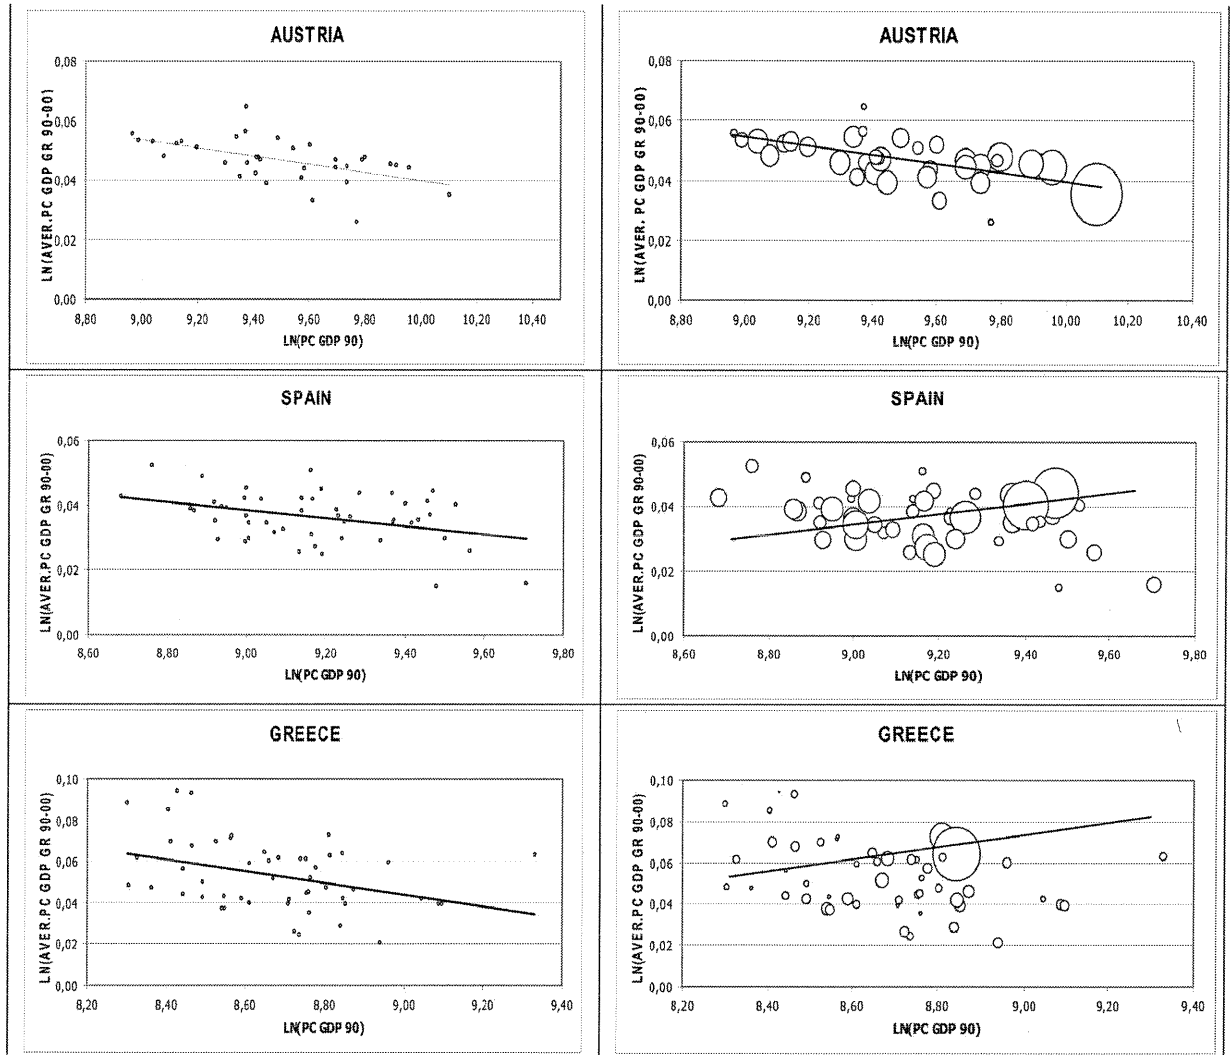 AUSTRIA
LN(AVER.PC GDP GR 90-00)
0,08
0,06
0,04
0,02
0,00
8,80 9,00 9,20 9,40 9,60 9,80 10,00 10,20 10,40
LN(PC GDP 90)
AUSTRIA
LN(AVER. PC GDP GR 90-00)
0,08
0,06
0,04
0,02
0,00
8,80 9,00 9,20 9,40 9,60 9,80 10,00 10,20 10,40
LN(PC GDP 90)
SPAIN
LN(AVER.PC GDP GR 90-00)
0,06
0,04
0,02
0,00
8,60 8,80 9,00 9,20 9,40 9,60 9,80
LN(PC GDP 90)
SPAIN
LN(AVER.PC GDP GR 90-00)
0,06
0,04
0,02
0,00
8,60 8,80 9,00 9,20 9,40 9,60 9,80
LN(PC GDP 90)
GREECE
LN(AVER.PC GDP GR 90-00)
0,10
0,08
0,06
0,04
0,02
0,00
8,20 8,40 8,60 8,80 9,00 9,20 9,40
LN(PC GDP 90)
GREECE
LN(AVER.PC GDP GR 90-00)
0,10
0,08
0,06
0,04
0,02
0,00
8,20 8,40 8,60 8,80 9,00 9,20 9,40
LN(PC GDP 90)